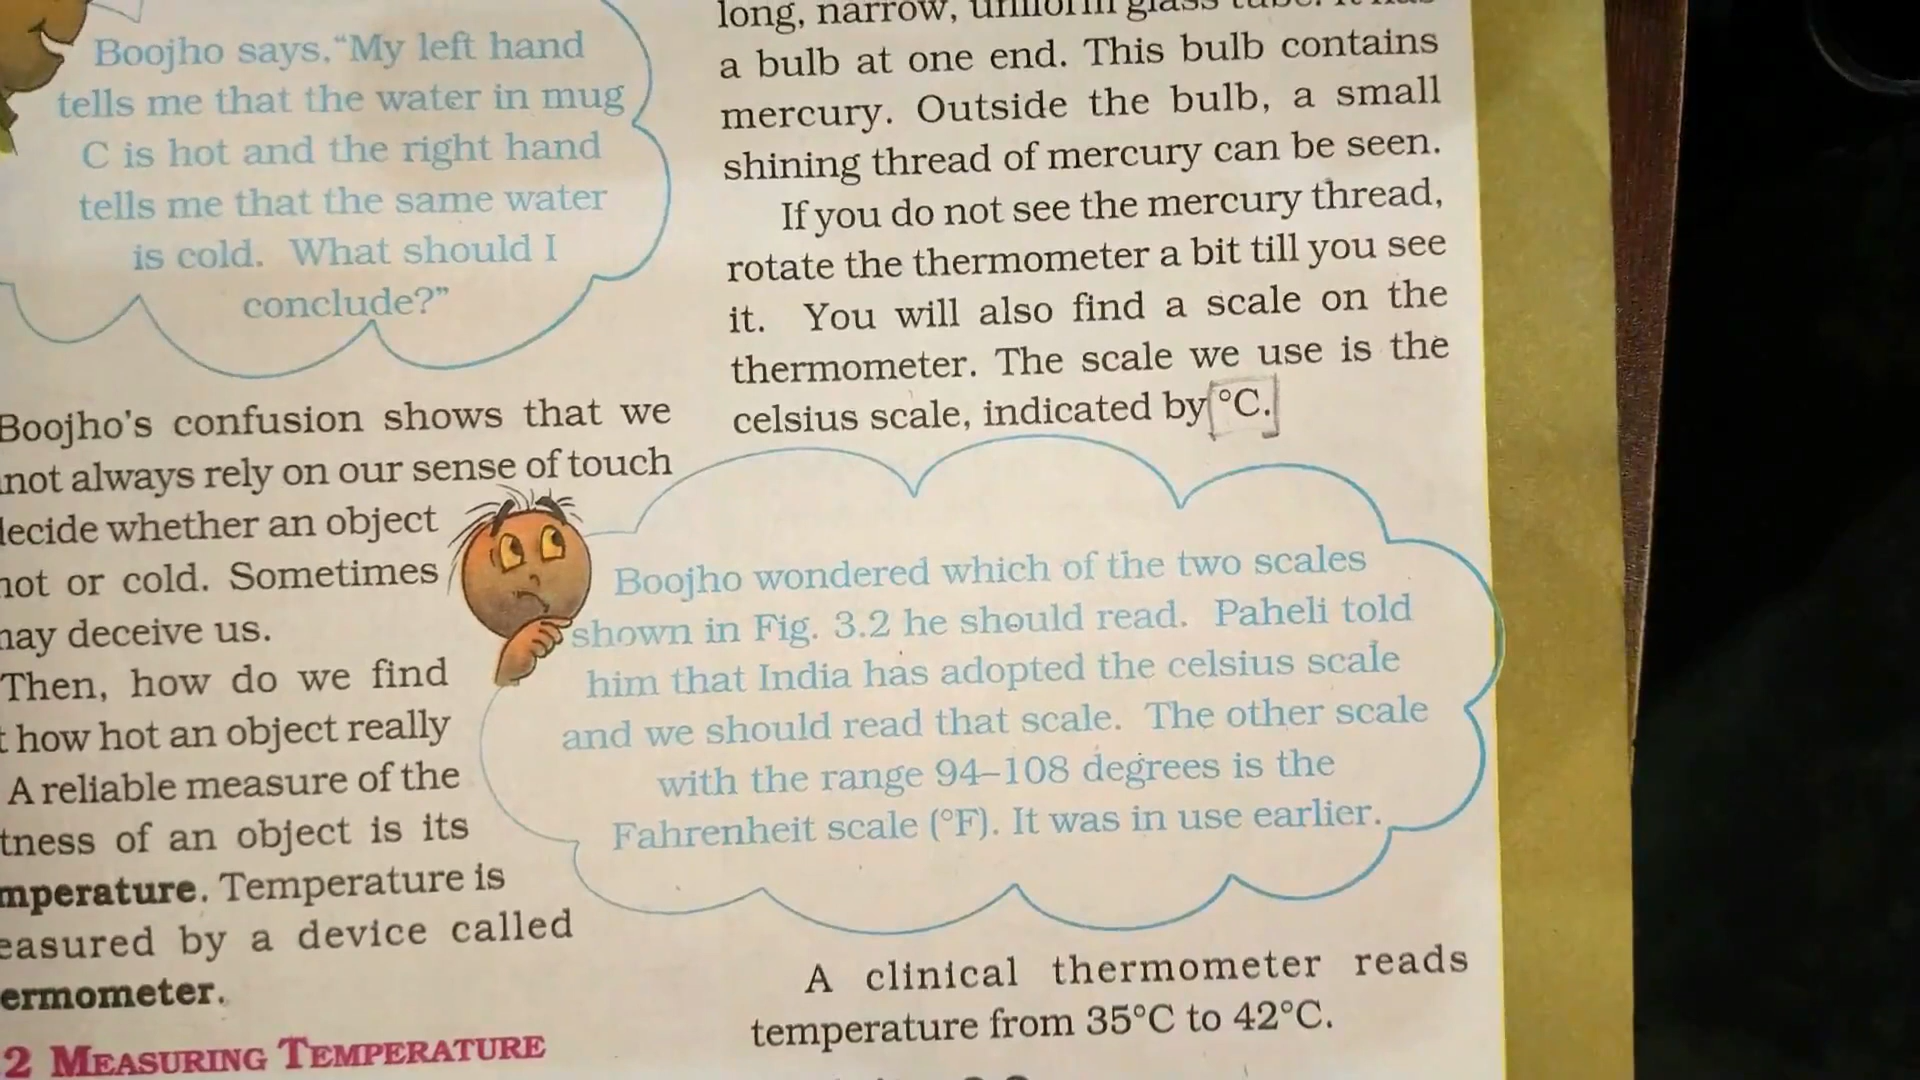 Boojho says, “My left hand
tells me that the water in mug
C is hot and the right hand
tells me that the same water
is cold. What should I
conclude?”
Boojho’s confusion shows that we
not always rely on our sense of touch
decide whether an object
hot or cold. Sometimes
may deceive us.
Then, how do we find
how hot an object really
A reliable measure of the
tness of an object is its
mperature. Temperature is
easured by a device called
ermometer.
2 MEASURING TEMPERATURE
long, narrow, uniform glass tube. It has
a bulb at one end. This bulb contains
mercury. Outside the bulb, a small
shining thread of mercury can be seen.
If you do not see the mercury thread,
rotate the thermometer a bit till you see
it. You will also find a scale on the
thermometer. The scale we use is the
celsius scale, indicated by °C.
Boojho wondered which of the two scales
shown in Fig. 3.2 he should read. Paheli told
him that India has adopted the celsius scale
and we should read that scale. The other scale
with the range 94–108 degrees is the
Fahrenheit scale (°F). It was in use earlier.
A clinical thermometer reads
temperature from 35°C to 42°C.